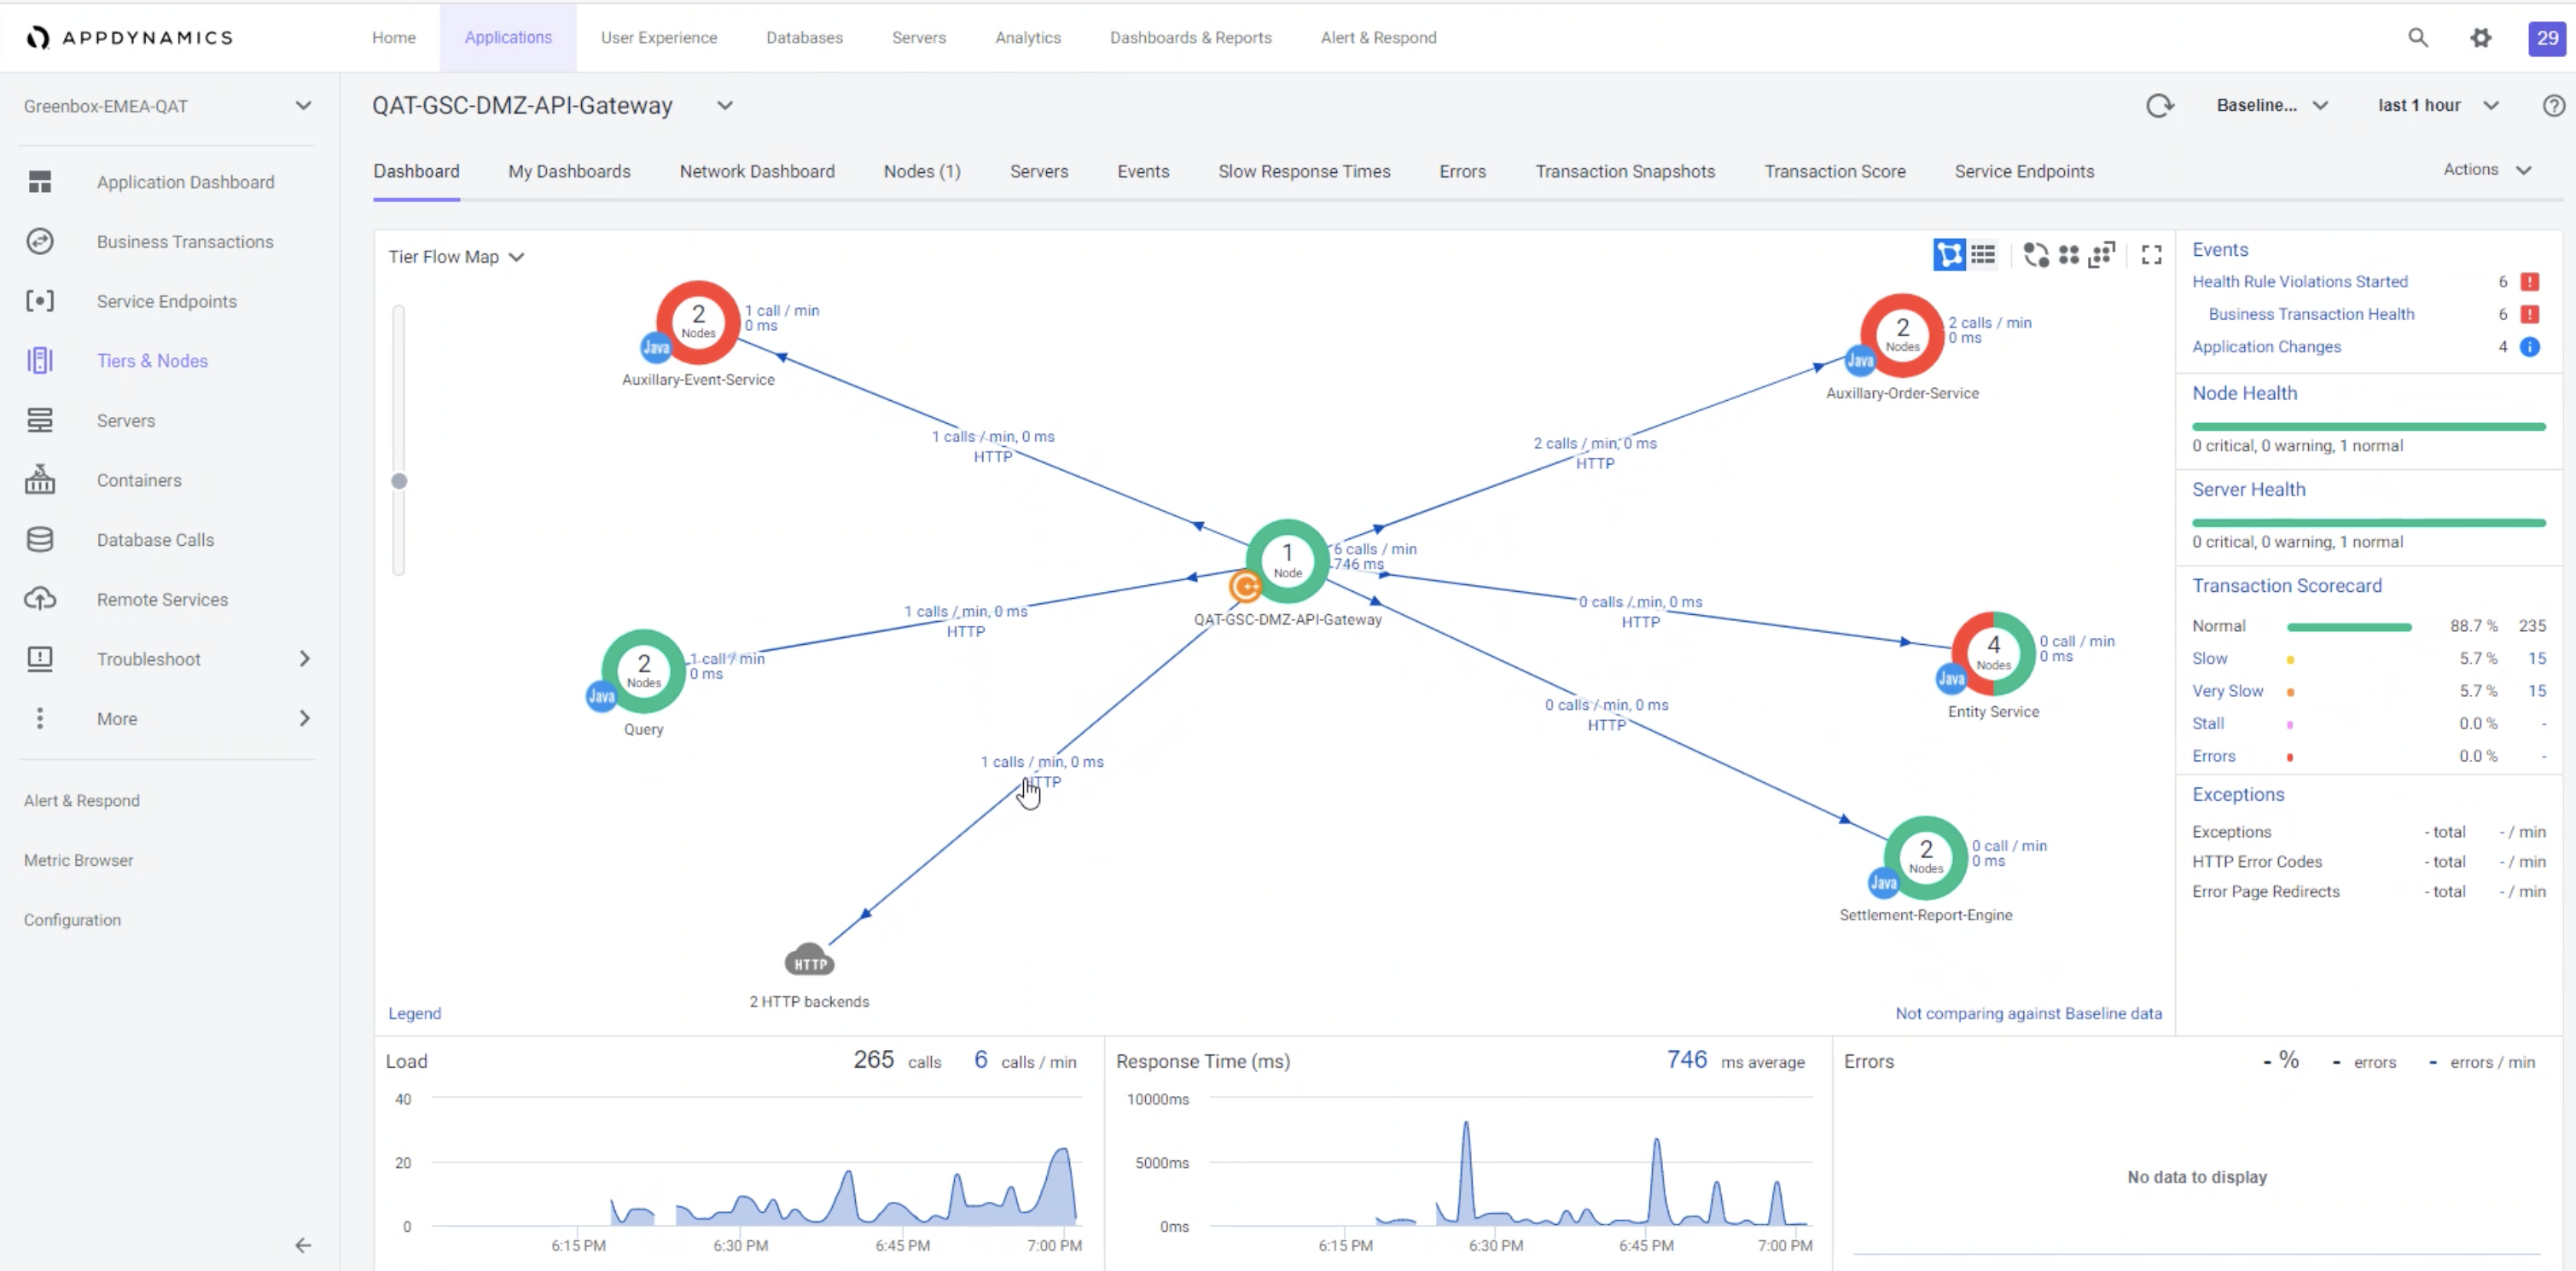 APPDYNAMICS
Home Applications User Experience Databases Servers Analytics Dashboards & Reports Alert & Respond 29
Greenbox-EMEA-QAT
Application Dashboard
Business Transactions
Service Endpoints
Tiers & Nodes
Servers
Containers
Database Calls
Remote Services
Troubleshoot
More
Alert & Respond
Metric Browser
Configuration
QAT-GSC-DMZ-API-Gateway
Baseline... last 1 hour
Dashboard My Dashboards Network Dashboard Nodes (1) Servers Events Slow Response Times Errors Transaction Snapshots Transaction Score Service Endpoints Actions
Tier Flow Map
2
Nodes
Java
1 call / min
0 ms
Auxillary-Event-Service
2
Nodes
Java
2 calls / min
0 ms
Auxillary-Order-Service
1 calls / min, 0 ms
HTTP
2 calls / min, 0 ms
HTTP
1
Node
6 calls / min
746 ms
QAT-GSC-DMZ-API-Gateway
1 calls / min, 0 ms
HTTP
0 calls / min, 0 ms
HTTP
2
Nodes
Java
1 call / min
0 ms
Query
4
Nodes
Java
0 call / min
0 ms
Entity Service
0 calls / min, 0 ms
HTTP
1 calls / min, 0 ms
HTTP
2
Nodes
Java
0 call / min
0 ms
Settlement-Report-Engine
HTTP
2 HTTP backends
Legend
Not comparing against Baseline data
Events
Health Rule Violations Started 6 !
Business Transaction Health 6 !
Application Changes 4 i
Node Health
0 critical, 0 warning, 1 normal
Server Health
0 critical, 0 warning, 1 normal
Transaction Scorecard
Normal 88.7 % 235
Slow 5.7 % 15
Very Slow 5.7 % 15
Stall 0.0 % -
Errors 0.0 % -
Exceptions
Exceptions - total - / min
HTTP Error Codes - total - / min
Error Page Redirects - total - / min
Load 265 calls 6 calls / min
40
20
0
6:15 PM 6:30 PM 6:45 PM 7:00 PM
Response Time (ms) 746 ms average
10000ms
5000ms
0ms
6:15 PM 6:30 PM 6:45 PM 7:00 PM
Errors - % - errors - errors / min
No data to display